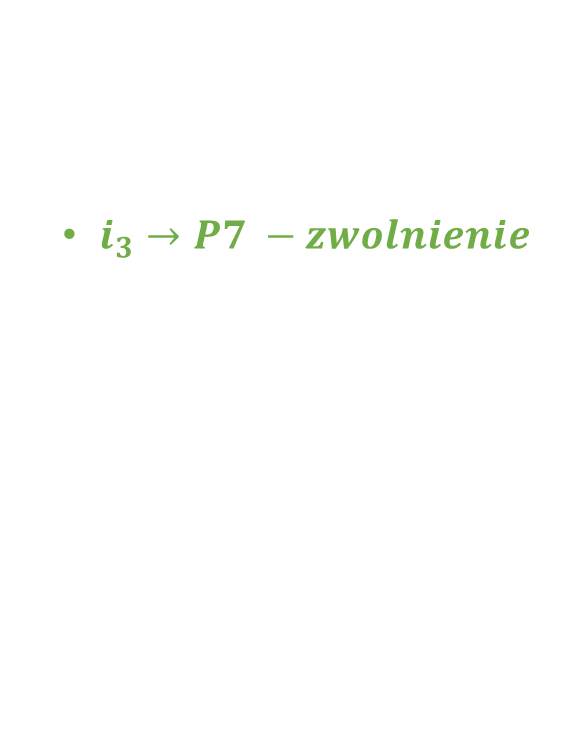 • i₃ → P7 − zwolnienie